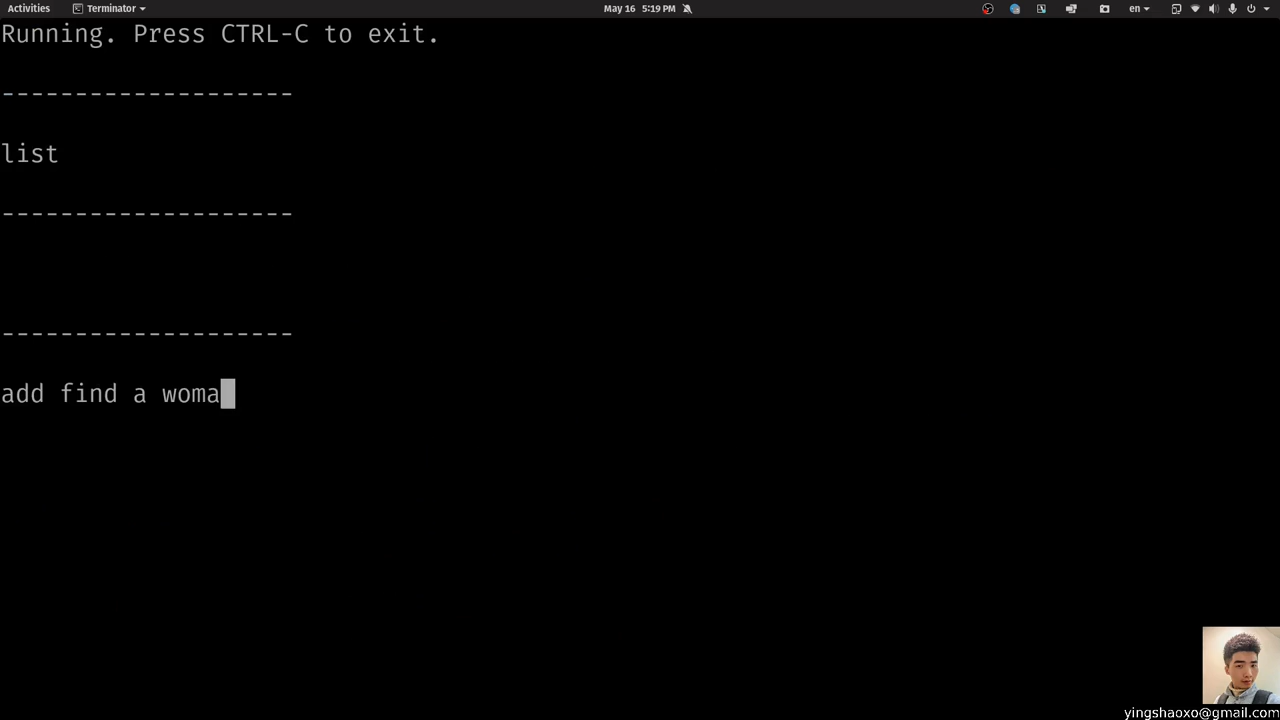 Activities Terminator May 16 5:19 PM en
Running. Press CTRL-C to exit.
--------------------
list
--------------------
--------------------
add find a woma
yingshaoxo@gmail.com